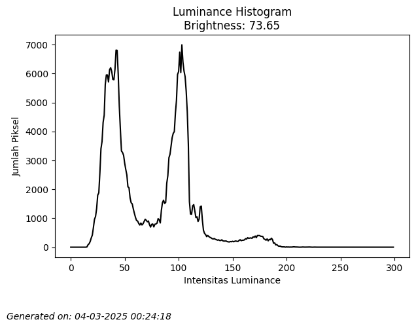 Luminance Histogram
Brightness: 73.65
7000
6000
5000
4000
3000
2000
1000
0
Jumlah Piksel
0 50 100 150 200 250 300
Intensitas Luminance
Generated on: 04-03-2025 00:24:18